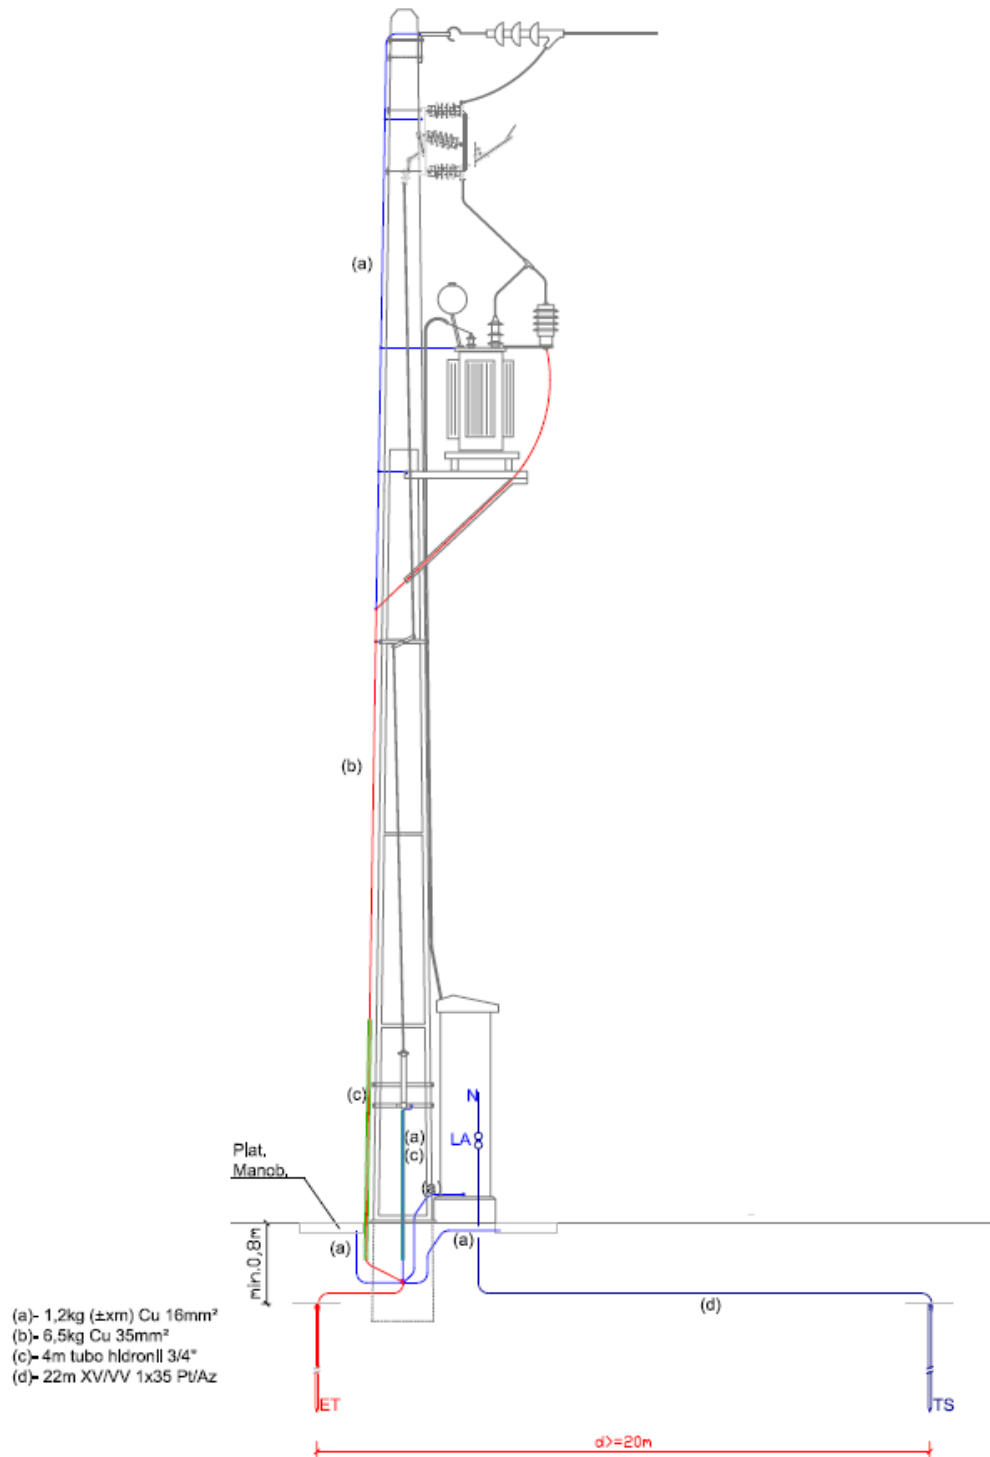 (a)
(b)
(c)
N
LA
(a)
(c)
Plat.
Manob.
(a)
(a)
(a)
min.0,8m
(d)
(a)- 1,2kg (±xm) Cu 16mm²
(b)- 6,5kg Cu 35mm²
(c)- 4m tubo hidronil 3/4"
(d)- 22m XV/VV 1x35 Pt/Az
ET
TS
d>=20m